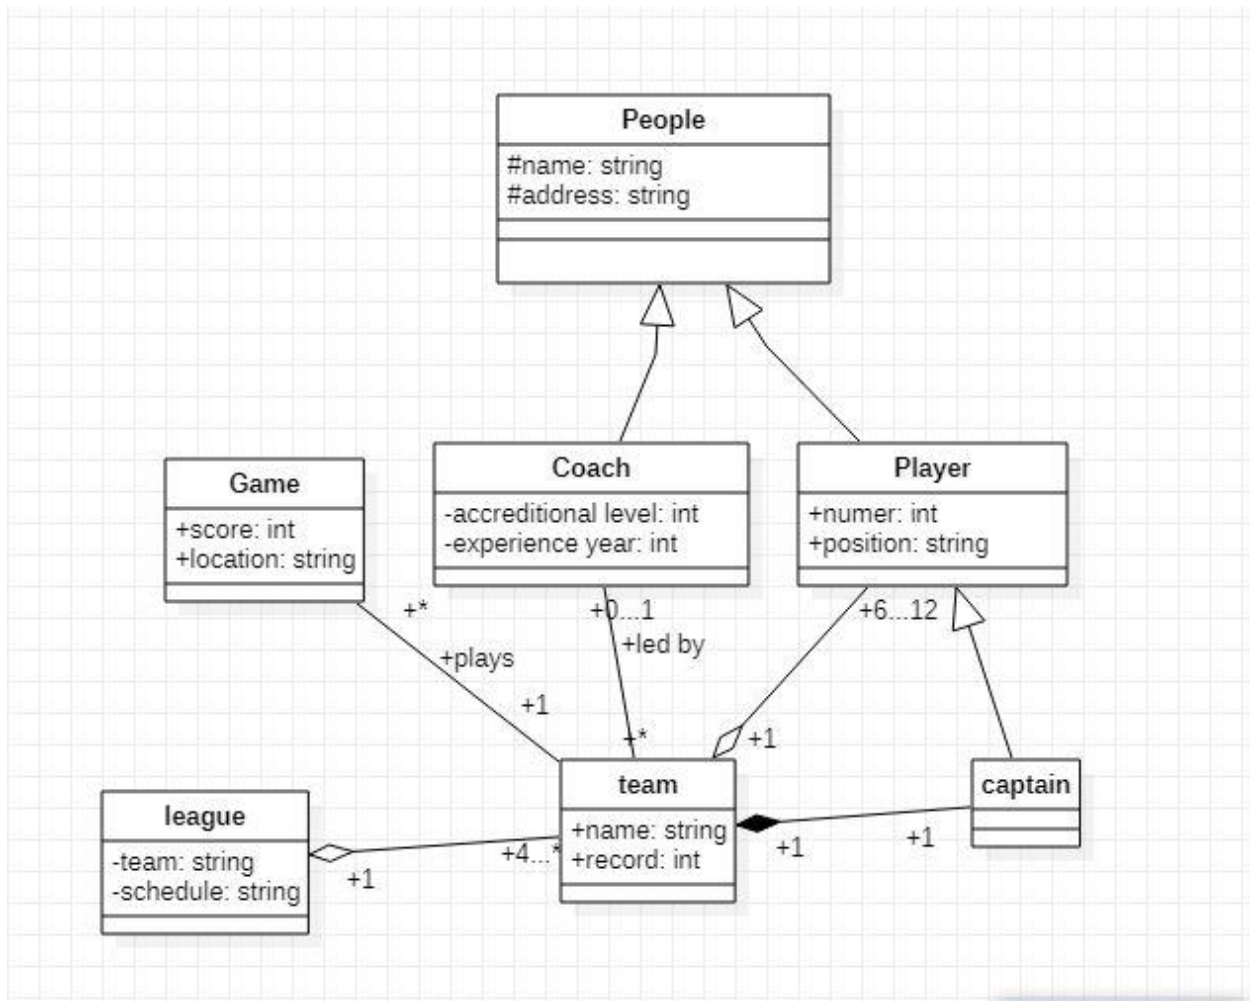 People
#name: string
#address: string
Coach
-accreditional level: int
-experience year: int
Player
+numer: int
+position: string
Game
+score: int
+location: string
+*
+plays
+1
+0...1
+led by
+*
+6...12
+1
team
+name: string
+record: int
captain
+1
+1
league
-team: string
-schedule: string
+1
+4...*